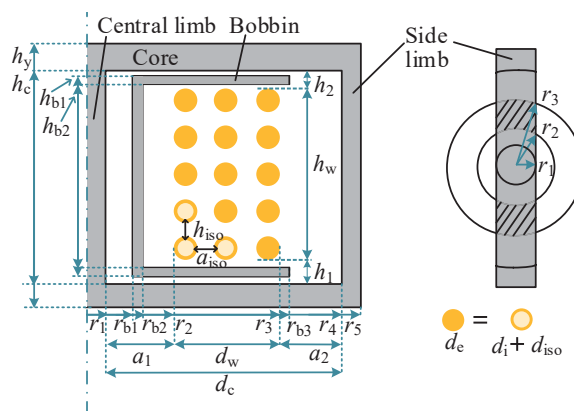 Central limb
Bobbin
Side
limb
Core
h_y
h_c
h_b1
h_b2
h_2
h_w
h_iso
a_iso
h_1
r_3
r_2
r_1
r_1 r_b1 r_b2 r_2 r_3 r_b3 r_4 r_5
a_1 d_w a_2
d_c
=
d_e d_i + d_iso